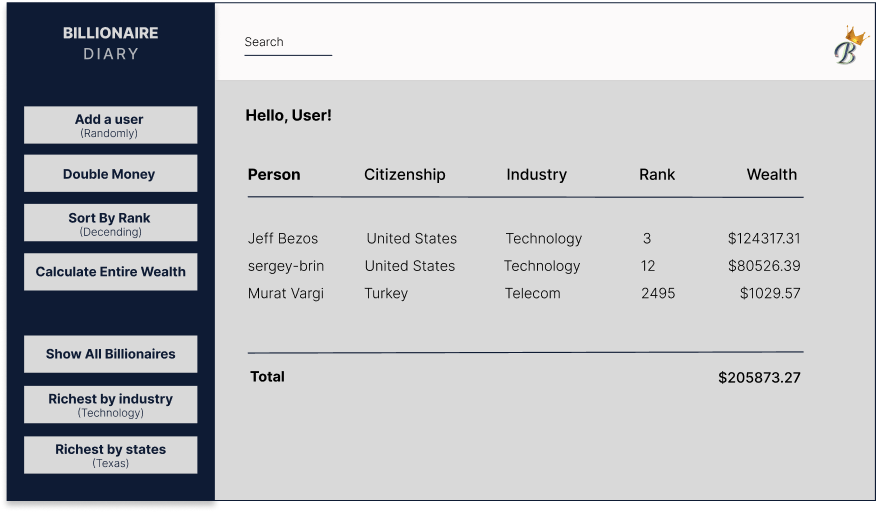 BILLIONAIRE
DIARY
Search
B
Add a user
(Randomly)
Double Money
Sort By Rank
(Decending)
Calculate Entire Wealth
Show All Billionaires
Richest by industry
(Technology)
Richest by states
(Texas)
Hello, User!
Person Citizenship Industry Rank Wealth
Jeff Bezos United States Technology 3 $124317.31
sergey-brin United States Technology 12 $80526.39
Murat Vargi Turkey Telecom 2495 $1029.57
Total $205873.27